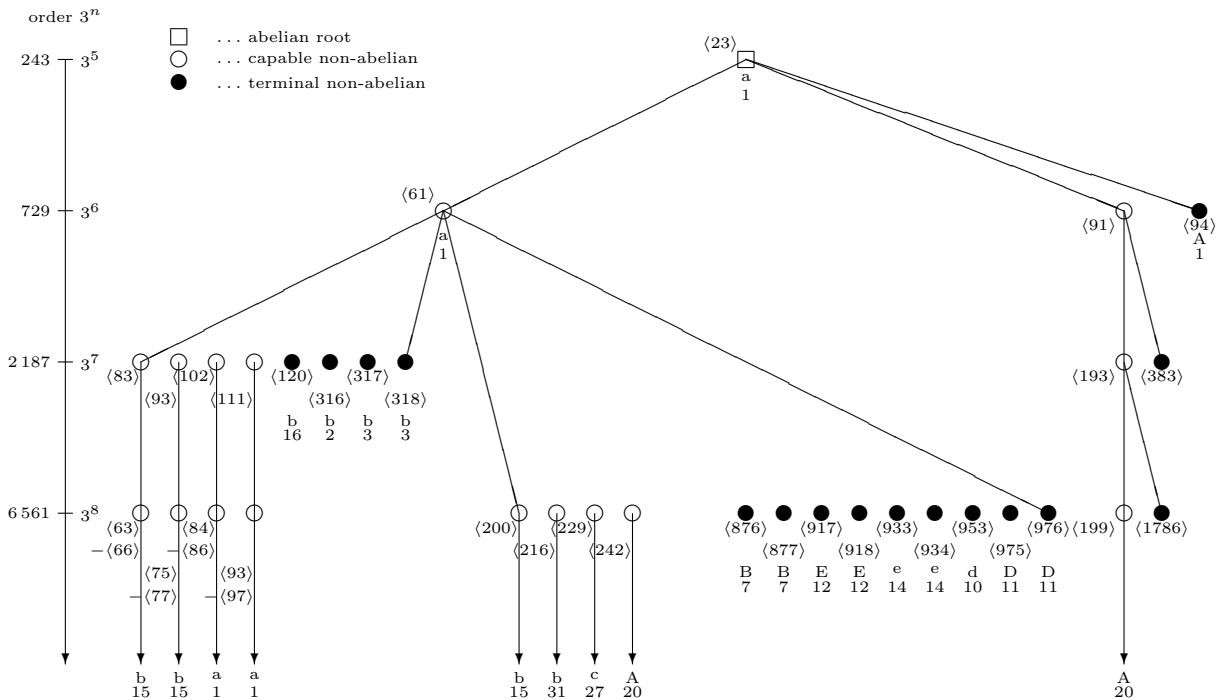 order 3^n
... abelian root
⟨23⟩
243 3^5
... capable non-abelian
a
... terminal non-abelian
1
⟨61⟩
729 3^6
⟨91⟩ ⟨94⟩
a A
1 1
2 187 3^7
⟨83⟩ ⟨102⟩ ⟨120⟩ ⟨317⟩ ⟨193⟩ ⟨383⟩
⟨93⟩ ⟨111⟩ ⟨316⟩ ⟨318⟩
b b b b
16 2 3 3
6 561 3^8
⟨63⟩ ⟨84⟩ ⟨200⟩ ⟨229⟩ ⟨876⟩ ⟨917⟩ ⟨933⟩ ⟨953⟩ ⟨976⟩ ⟨199⟩ ⟨1786⟩
−⟨66⟩ −⟨86⟩ ⟨216⟩ ⟨242⟩ ⟨877⟩ ⟨918⟩ ⟨934⟩ ⟨975⟩
⟨75⟩ ⟨93⟩ B B E E e e d D D
7 7 12 12 14 14 10 11 11
−⟨77⟩ −⟨97⟩
b b a a b b c A A
15 15 1 1 15 31 27 20 20